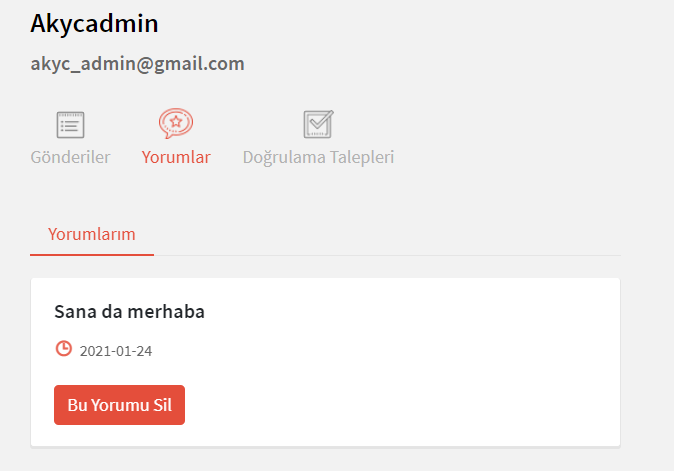 Akycadmin
akyc_admin@gmail.com
Gönderiler Yorumlar Doğrulama Talepleri
Yorumlarım
Sana da merhaba
2021-01-24
Bu Yorumu Sil